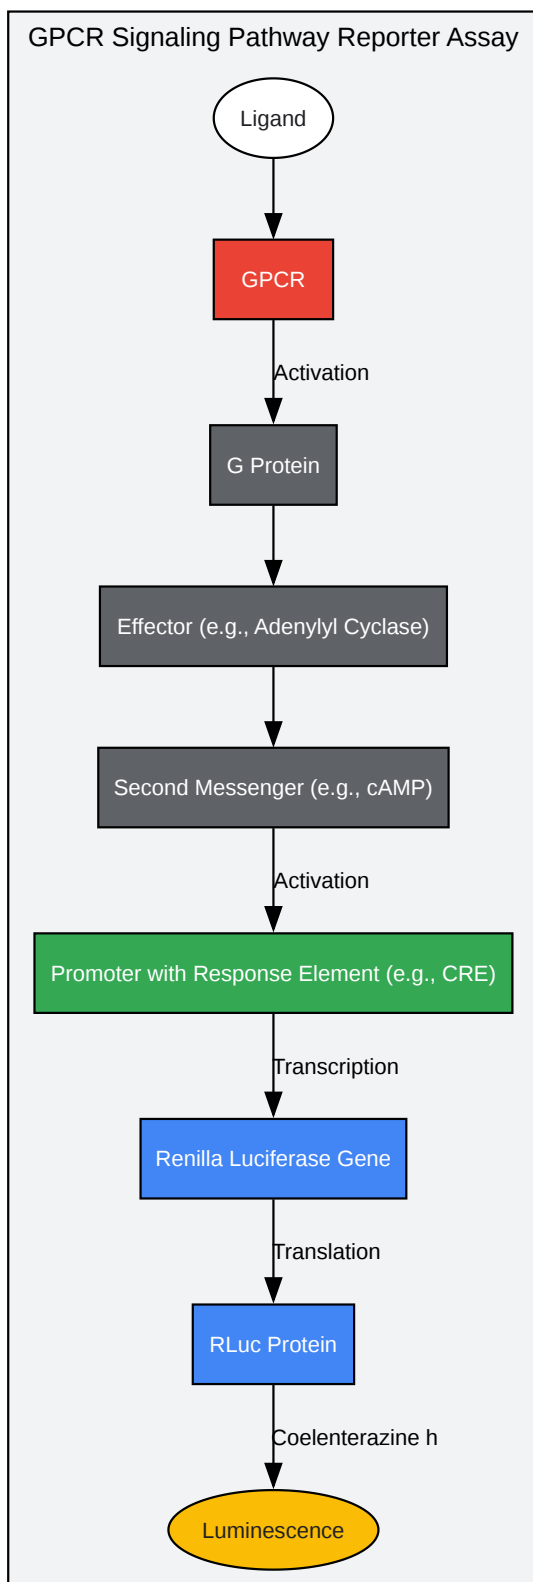 GPCR Signaling Pathway Reporter Assay
Ligand
GPCR
Activation
G Protein
Effector (e.g., Adenylyl Cyclase)
Second Messenger (e.g., cAMP)
Activation
Promoter with Response Element (e.g., CRE)
Transcription
Renilla Luciferase Gene
Translation
RLuc Protein
Coelenterazine h
Luminescence